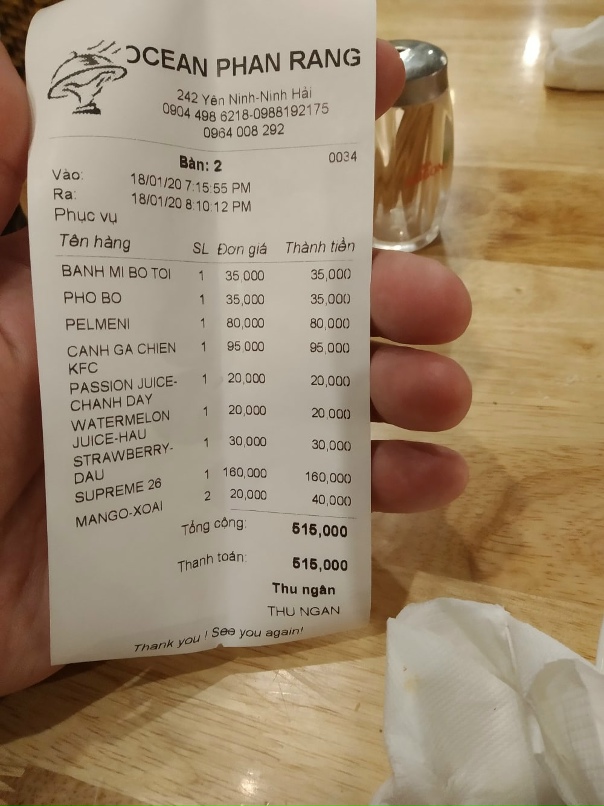 OCEAN PHAN RANG
242 Yên Ninh-Ninh Hải
0904 498 6218-0988192175
0964 008 292
Bàn: 2 0034
Vào: 18/01/20 7:15:55 PM
Ra: 18/01/20 8:10:12 PM
Phục vụ
Tên hàng SL Đơn giá Thành tiền
BANH MI BO TOI 1 35,000 35,000
PHO BO 1 35,000 35,000
PELMENI 1 80,000 80,000
CANH GA CHIEN 1 95,000 95,000
KFC
PASSION JUICE- 1 20,000 20,000
CHANH DAY
WATERMELON 1 20,000 20,000
JUICE-HAU
STRAWBERRY- 1 30,000 30,000
DAU
SUPREME 26 1 160,000 160,000
MANGO-XOAI 2 20,000 40,000
Tổng cộng: 515,000
Thanh toán: 515,000
Thu ngân
THU NGAN
Thank you ! See you again!